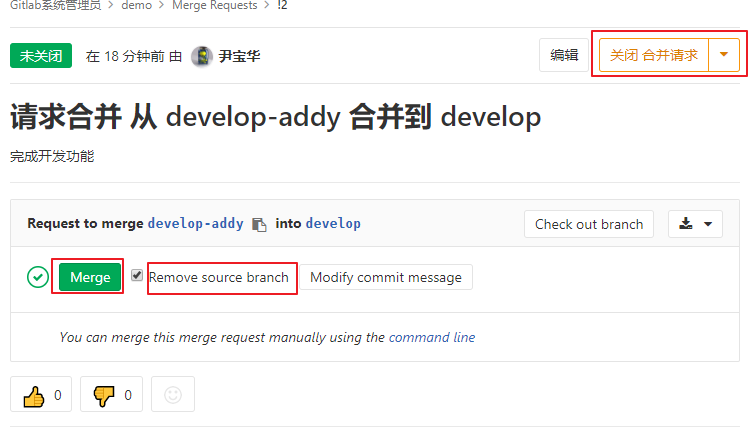 Gitlab系统管理员 > demo > Merge Requests > !2
未关闭 在 18 分钟前 由 尹宝华 编辑 关闭 合并请求
请求合并 从 develop-addy 合并到 develop
完成开发功能
Request to merge develop-addy into develop Check out branch
Merge Remove source branch Modify commit message
You can merge this merge request manually using the command line
0 0